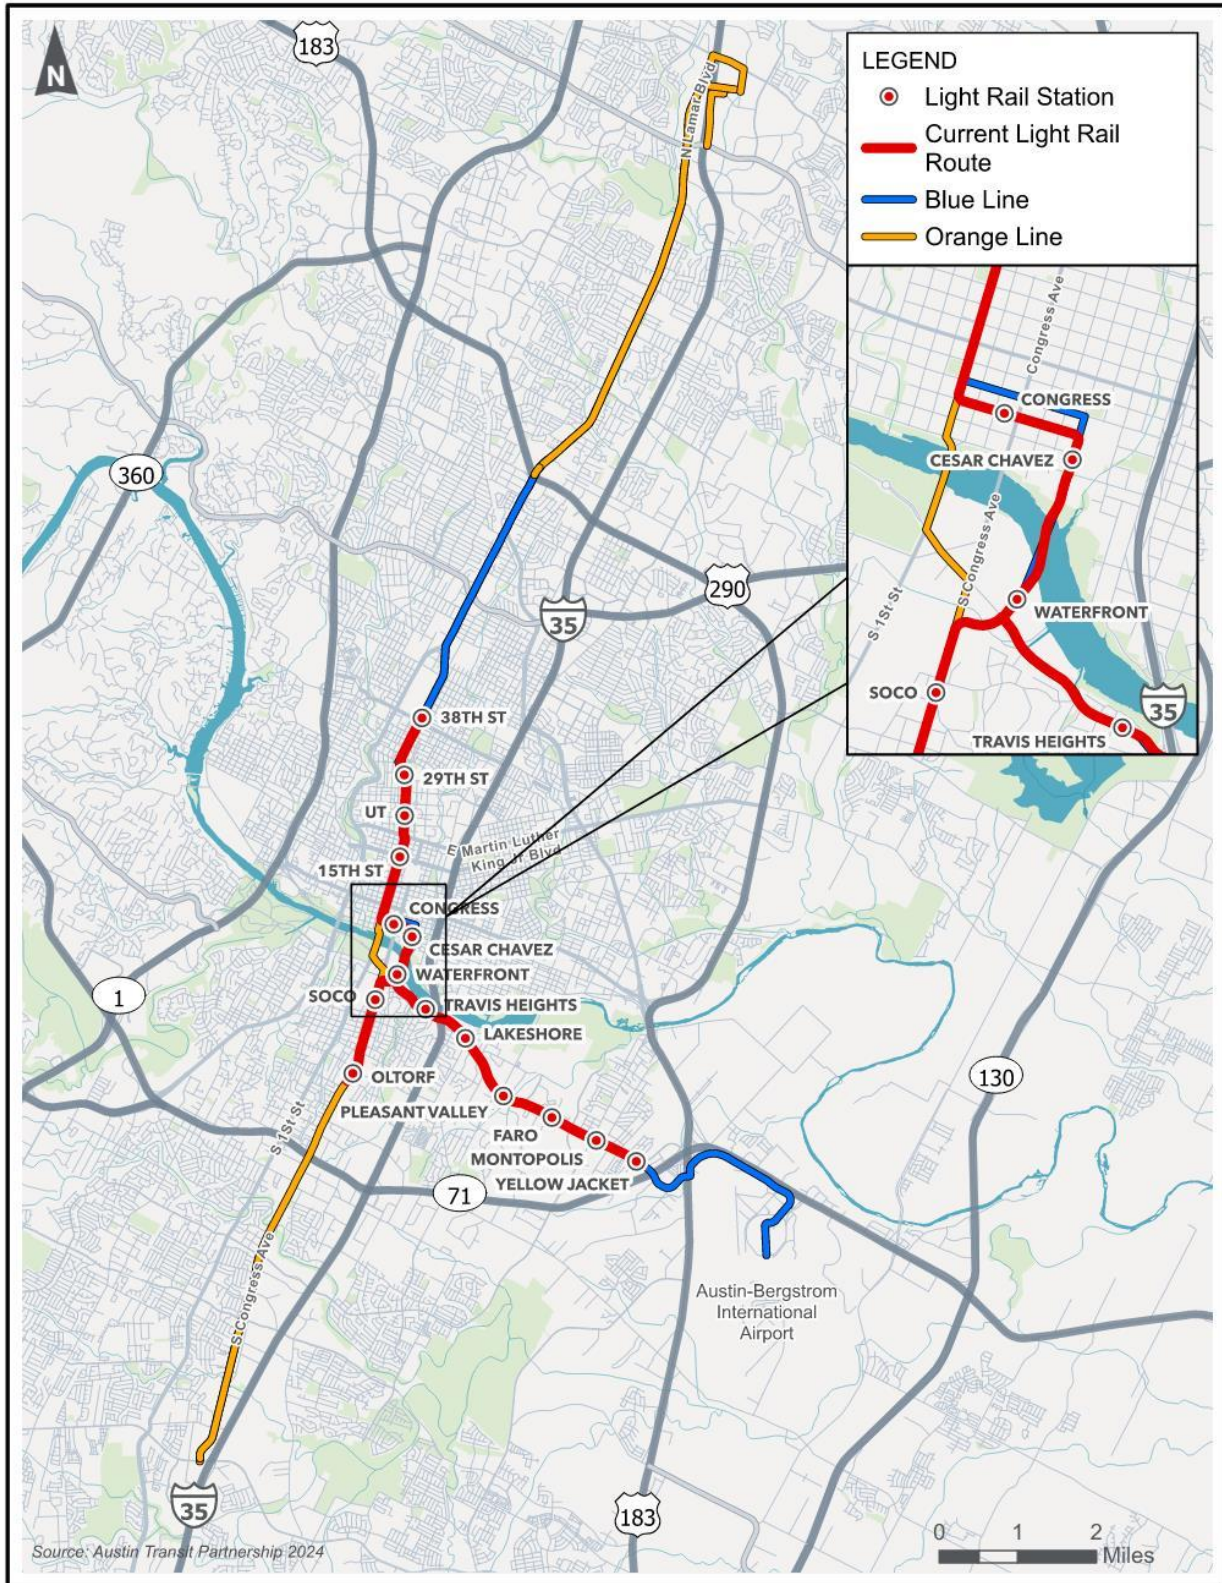 183
N
N Lamar Blvd
LEGEND
Light Rail Station
Current Light Rail
Route
Blue Line
Orange Line
Congress Ave
CONGRESS
CESAR CHAVEZ
S Congress Ave
S 1St St
WATERFRONT
SOCO
35
TRAVIS HEIGHTS
360
290
35
38TH ST
29TH ST
UT
E Martin Luther
King Jr Blvd
15TH ST
CONGRESS
CESAR CHAVEZ
WATERFRONT
1
SOCO
TRAVIS HEIGHTS
LAKESHORE
130
OLTORF
PLEASANT VALLEY
S 1St St
FARO
MONTOPOLIS
YELLOW JACKET
71
S Congress Ave
Austin-Bergstrom
International
Airport
35
183
0 1 2
Miles
Source: Austin Transit Partnership 2024